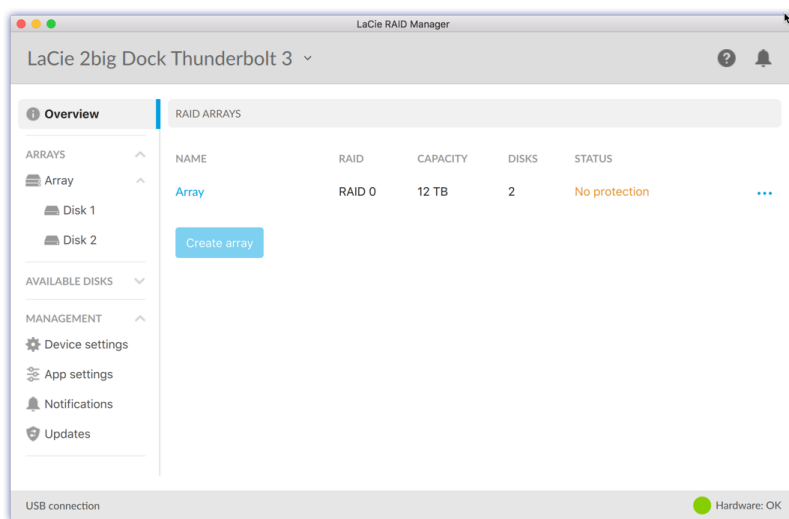 LaCie RAID Manager
LaCie 2big Dock Thunderbolt 3
Overview
ARRAYS
Array
Disk 1
Disk 2
AVAILABLE DISKS
MANAGEMENT
Device settings
App settings
Notifications
Updates
RAID ARRAYS
NAME RAID CAPACITY DISKS STATUS
Array RAID 0 12 TB 2 No protection
Create array
USB connection
Hardware: OK